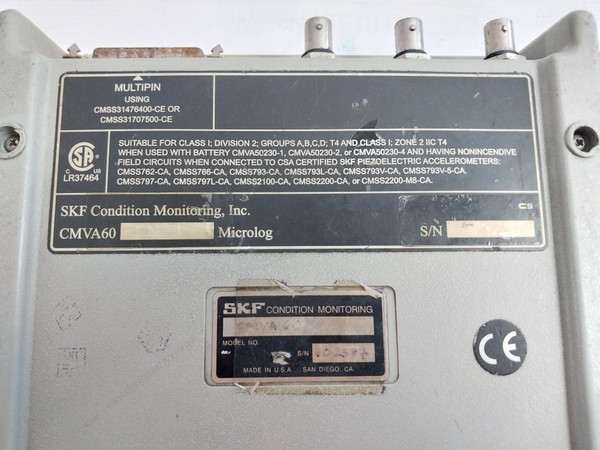 MULTIPIN
USING
CMSS31476400-CE OR
CMSS31707500-CE
SUITABLE FOR CLASS I; DIVISION 2; GROUPS A,B,C,D; T4 AND CLASS I; ZONE 2 IIC T4
WHEN USED WITH BATTERY CMVA50230-1, CMVA50230-2, or CMVA50230-4 AND HAVING NONINCENDIVE
FIELD CIRCUITS WHEN CONNECTED TO CSA CERTIFIED SKF PIEZOELECTRIC ACCELEROMETERS:
CMSS762-CA, CMSS766-CA, CMSS793-CA, CMSS793L-CA, CMSS793V-CA, CMSS793V-5-CA.
CMSS797-CA, CMSS797L-CA, CMSS2100-CA, CMSS2200-CA, or CMSS2200-M8-CA.
SA
C US
LR37464
SKF Condition Monitoring, Inc.
CMVA60 Microlog S/N
SKF CONDITION MONITORING
CMVA 60
MODEL NO.
S/N
MADE IN U.S.A. SAN DIEGO, CA.
CE